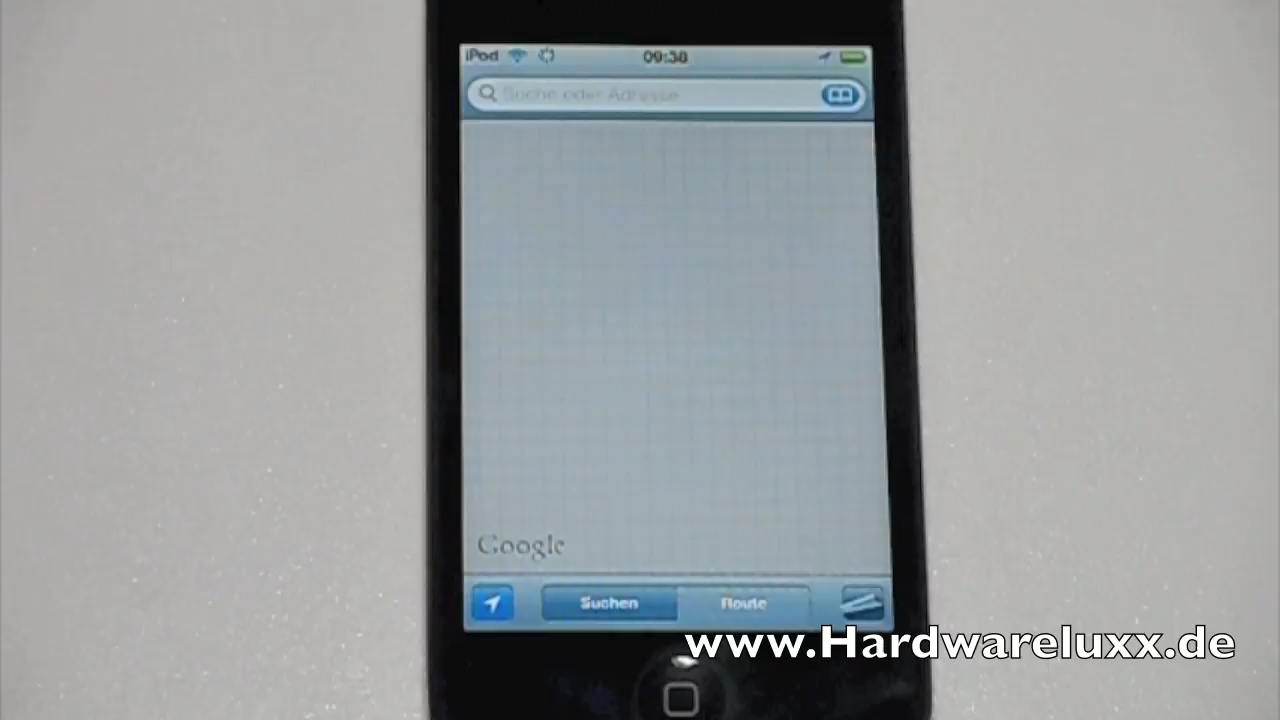 iPod 09:38
Suche oder Adresse
Google
Suchen Route
www.Hardwareluxx.de